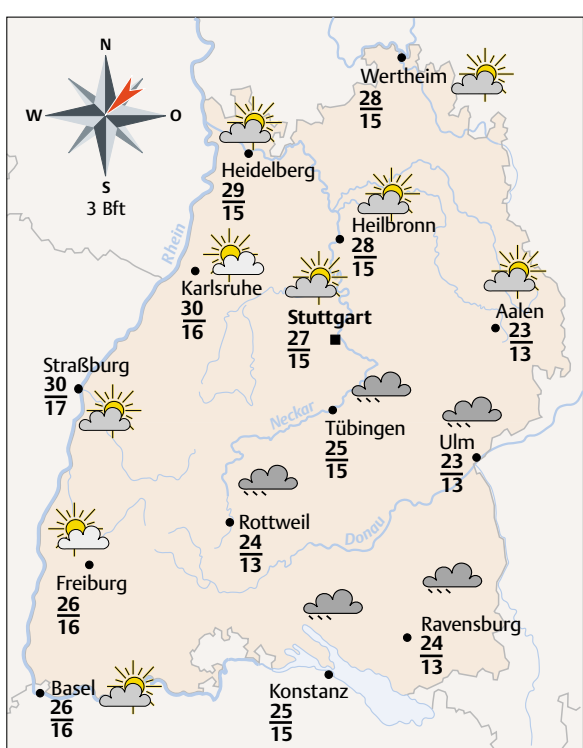 N
W
O
S
3 Bft
Wertheim
28
15
Heidelberg
29
15
Rhein
Heilbronn
28
15
Karlsruhe
30
16
Stuttgart
27
15
Aalen
23
13
Straßburg
30
17
Neckar
Tübingen
25
15
Ulm
23
13
Rottweil
24
13
Donau
Freiburg
26
16
Ravensburg
24
13
Basel
26
16
Konstanz
25
15